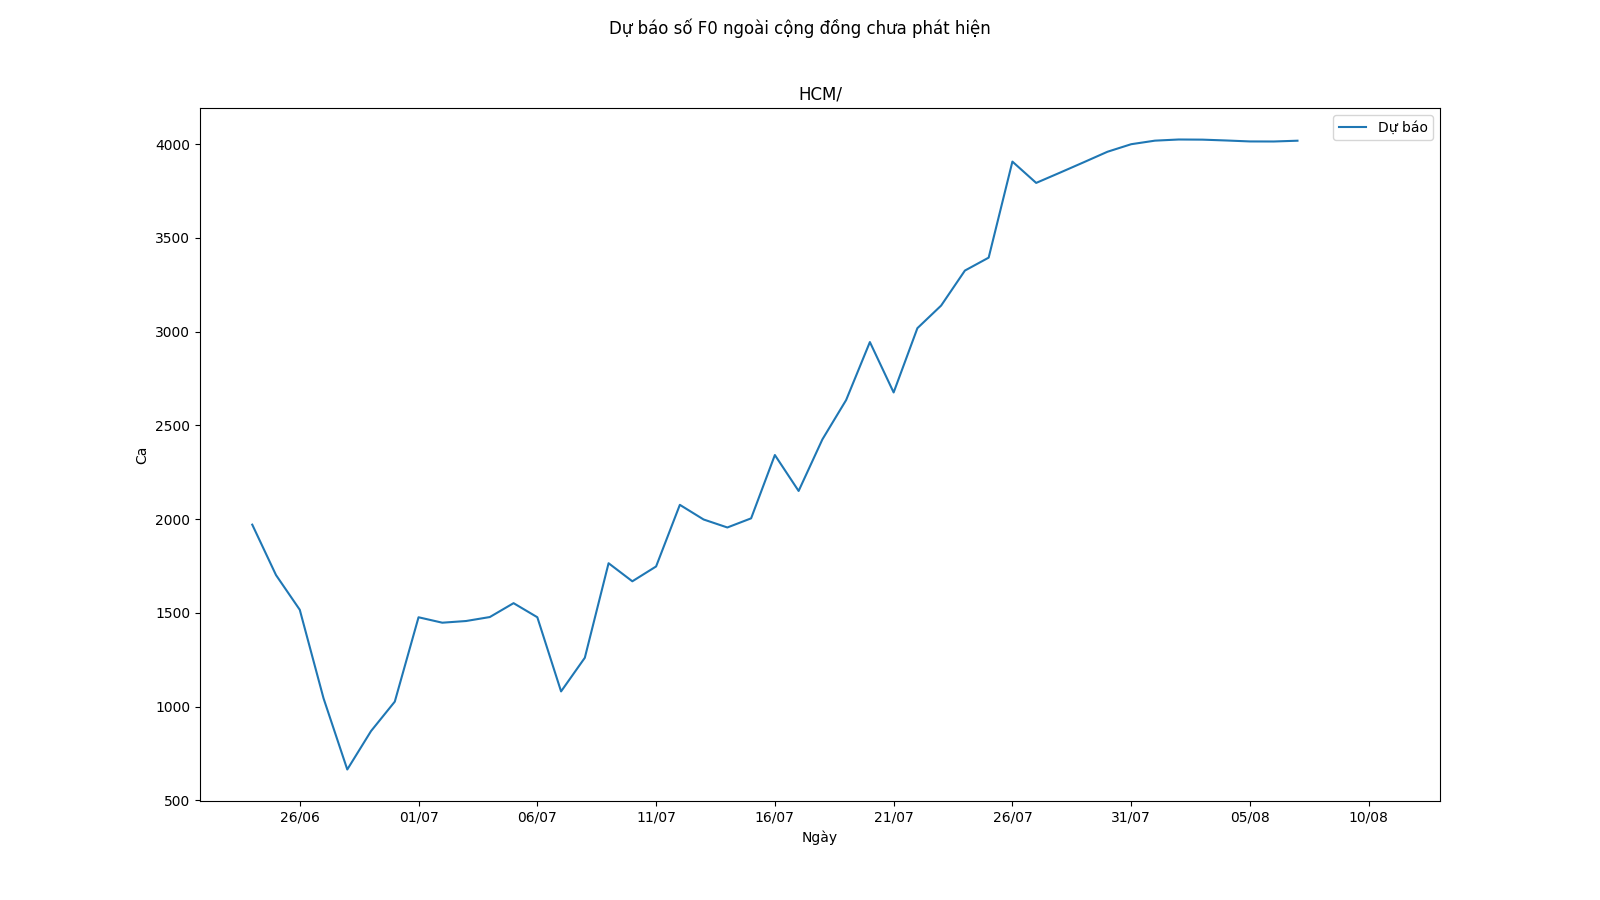 Dự báo số F0 ngoài cộng đồng chưa phát hiện
HCM/
Dự báo
4000
3500
3000
2500
2000
1500
1000
500
Ca
26/06 01/07 06/07 11/07 16/07 21/07 26/07 31/07 05/08 10/08
Ngày